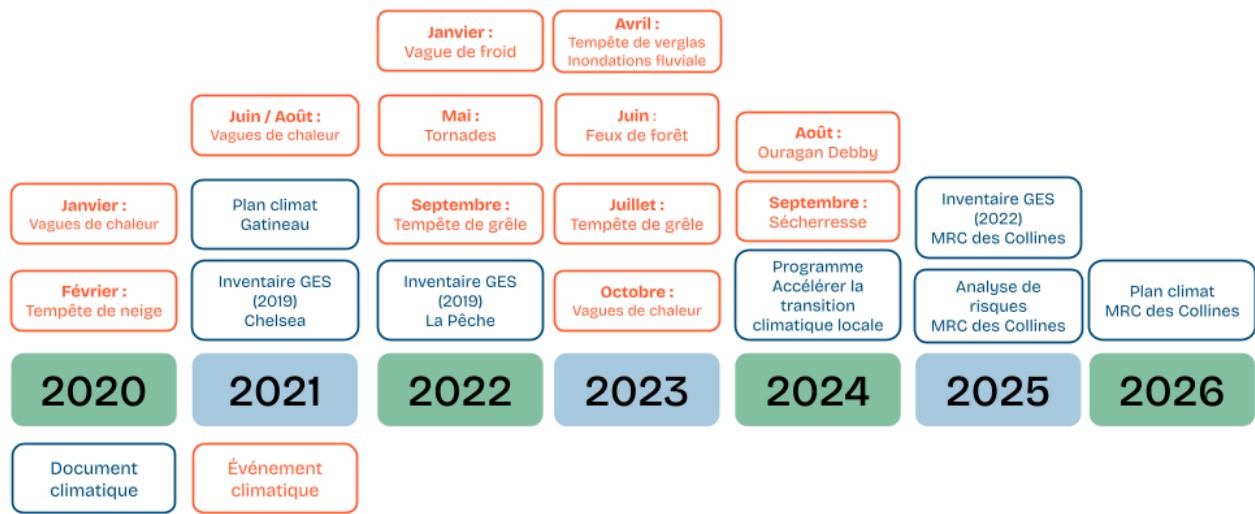 Janvier :
Vagues de chaleur
Février :
Tempête de neige
2020
Juin / Août :
Vagues de chaleur
Plan climat
Gatineau
Inventaire GES
(2019)
Chelsea
2021
Janvier :
Vague de froid
Mai :
Tornades
Septembre :
Tempête de grêle
Inventaire GES
(2019)
La Pêche
2022
Avril :
Tempête de verglas
Inondations fluviale
Juin :
Feux de forêt
Juillet :
Tempête de grêle
Octobre :
Vagues de chaleur
2023
Août :
Ouragan Debby
Septembre :
Sécherresse
Programme
Accélérer la
transition
climatique locale
2024
Inventaire GES
(2022)
MRC des Collines
Analyse de
risques
MRC des Collines
2025
Plan climat
MRC des Collines
2026
Document
climatique
Événement
climatique